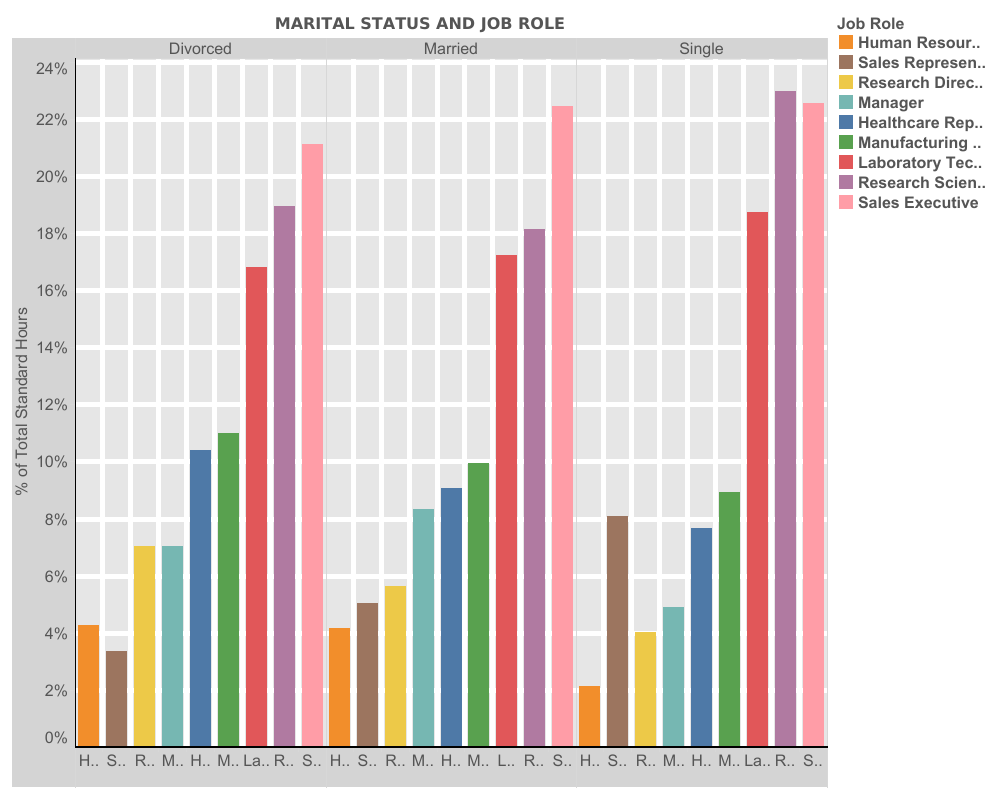 MARITAL STATUS AND JOB ROLE
Job Role
Human Resour..
Sales Represen..
Research Direc..
Manager
Healthcare Rep..
Manufacturing ..
Laboratory Tec..
Research Scien..
Sales Executive
Divorced Married Single
% of Total Standard Hours
24%
22%
20%
18%
16%
14%
12%
10%
8%
6%
4%
2%
0%
H.. S.. R.. M.. H.. M.. La.. R.. S.. H.. S.. R.. M.. H.. M.. L.. R.. S.. H.. S.. R.. M.. H.. M.. La.. R.. S..